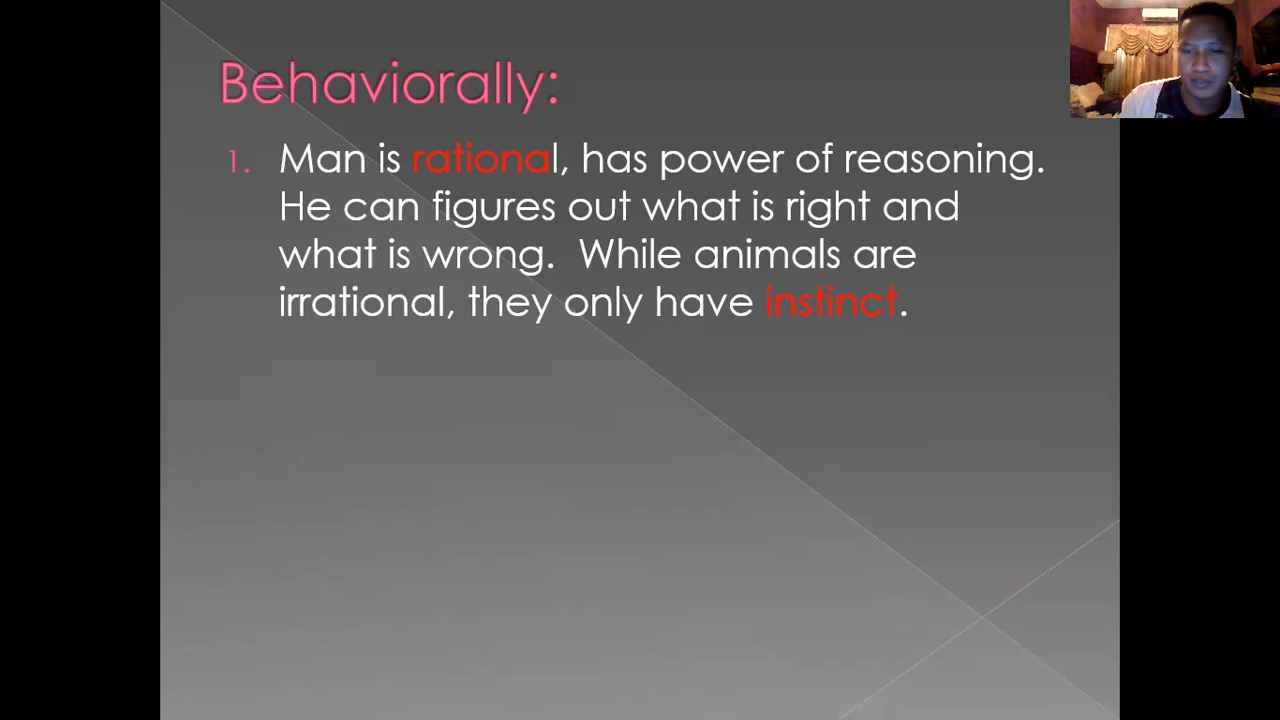 Behaviorally:
1. Man is rational, has power of reasoning.
He can figures out what is right and
what is wrong.  While animals are
irrational, they only have instinct.